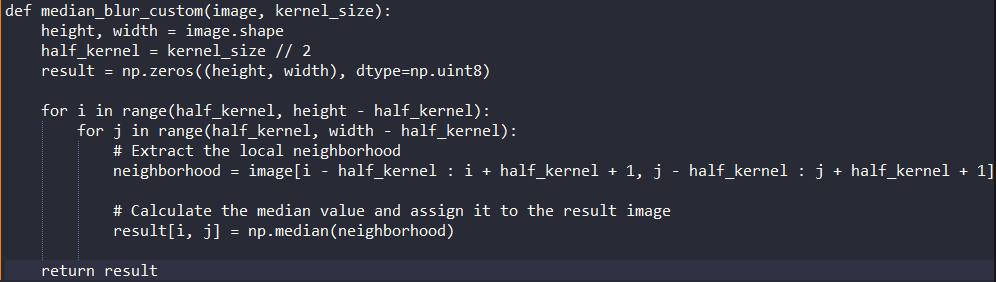 def median_blur_custom(image, kernel_size):
    height, width = image.shape
    half_kernel = kernel_size // 2
    result = np.zeros((height, width), dtype=np.uint8)

    for i in range(half_kernel, height - half_kernel):
        for j in range(half_kernel, width - half_kernel):
            # Extract the local neighborhood
            neighborhood = image[i - half_kernel : i + half_kernel + 1, j - half_kernel : j + half_kernel + 1]

            # Calculate the median value and assign it to the result image
            result[i, j] = np.median(neighborhood)

    return result